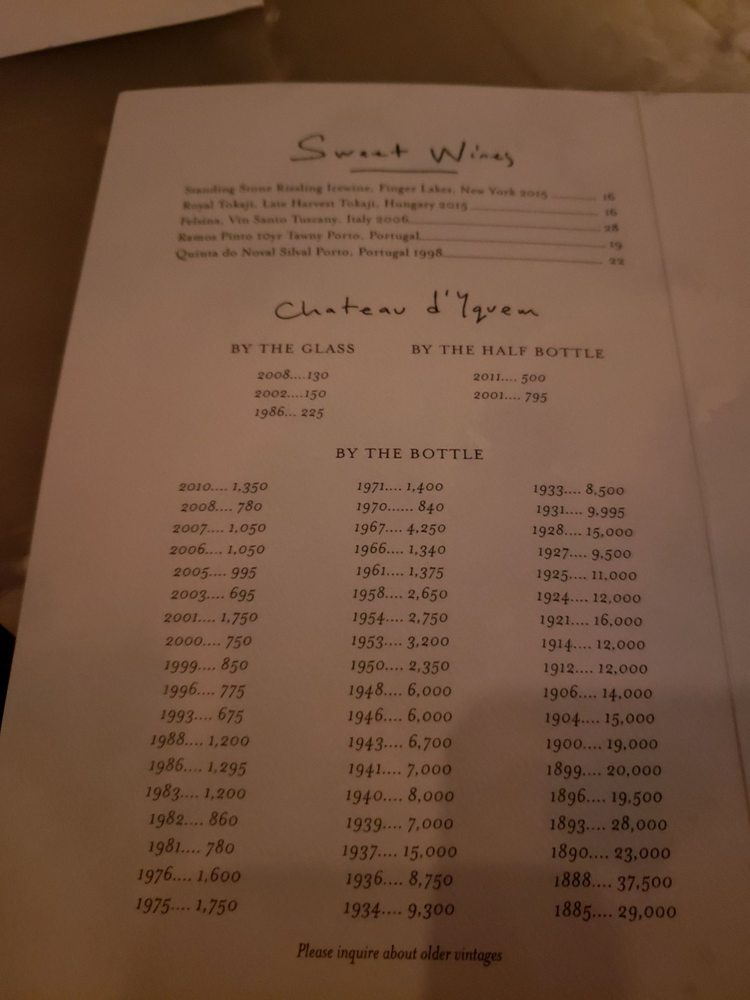 Sweet Wines
Standing Stone Riesling Icewine, Finger Lakes, New York 2015 16
Royal Tokaji, Late Harvest Tokaji, Hungary 2015 16
Felsina, Vin Santo Tuscany, Italy 2006 28
Ramos Pinto 10yr Tawny Porto, Portugal 19
Quinta do Noval Silval Porto, Portugal 1998 22
Chateau d'Yquem
BY THE GLASS BY THE HALF BOTTLE
2008....130 2011.... 500
2002....150 2001.... 795
1986... 225
BY THE BOTTLE
2010.... 1,350 1971.... 1,400 1933.... 8,500
2008.... 780 1970...... 840 1931.... 9,995
2007.... 1,050 1967.... 4,250 1928.... 15,000
2006.... 1,050 1966.... 1,340 1927.... 9,500
2005.... 995 1961.... 1,375 1925.... 11,000
2003.... 695 1958.... 2,650 1924.... 12,000
2001.... 1,750 1954.... 2,750 1921.... 16,000
2000.... 750 1953.... 3,200 1914.... 12,000
1999.... 850 1950.... 2,350 1912.... 12,000
1996.... 775 1948.... 6,000 1906.... 14,000
1993.... 675 1946.... 6,000 1904.... 15,000
1988.... 1,200 1943.... 6,700 1900.... 19,000
1986.... 1,295 1941.... 7,000 1899.... 20,000
1983.... 1,200 1940.... 8,000 1896.... 19,500
1982.... 860 1939.... 7,000 1893.... 28,000
1981.... 780 1937.... 15,000 1890.... 23,000
1976.... 1,600 1936.... 8,750 1888.... 37,500
1975.... 1,750 1934.... 9,300 1885.... 29,000
Please inquire about older vintages